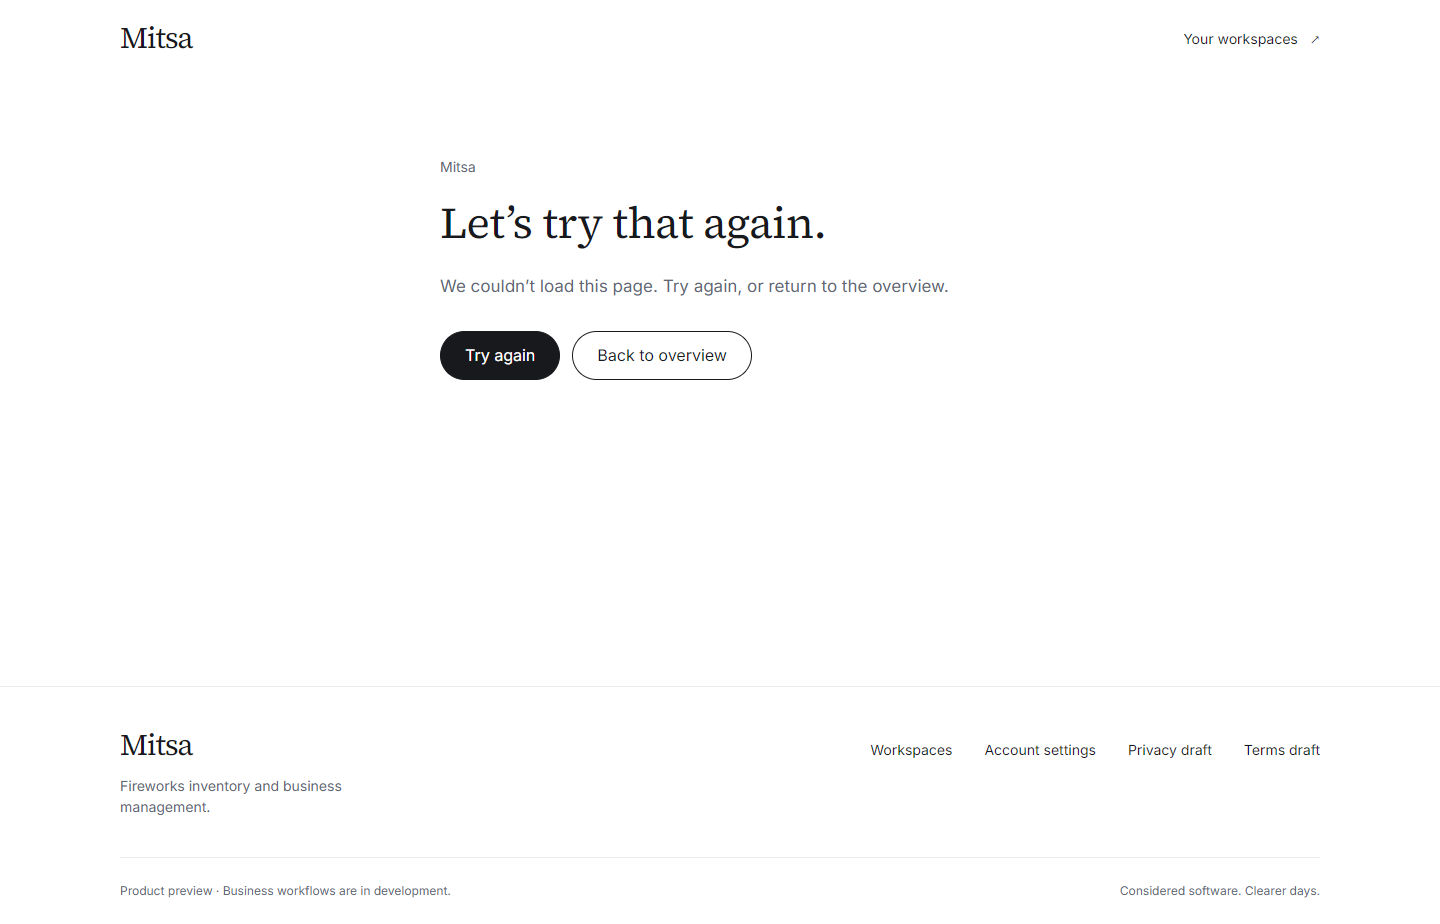 Mitsa
Your workspaces ↗
Mitsa
Let’s try that again.
We couldn’t load this page. Try again, or return to the overview.
Try again
Back to overview
Mitsa
Workspaces
Account settings
Privacy draft
Terms draft
Fireworks inventory and business
management.
Product preview · Business workflows are in development.
Considered software. Clearer days.